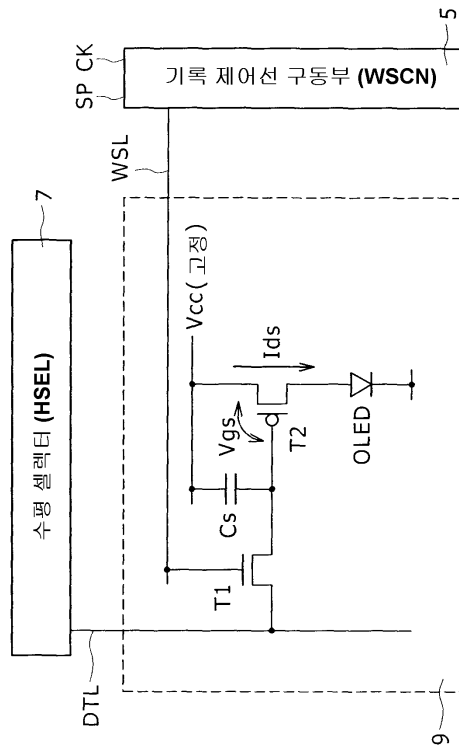 수평 셀렉터 (HSEL)
7
DTL
WSL
SP CK
기록 제어선 구동부 (WSCN)
5
Vcc( 고정)
Cs
Vgs
Ids
T1
T2
OLED
9